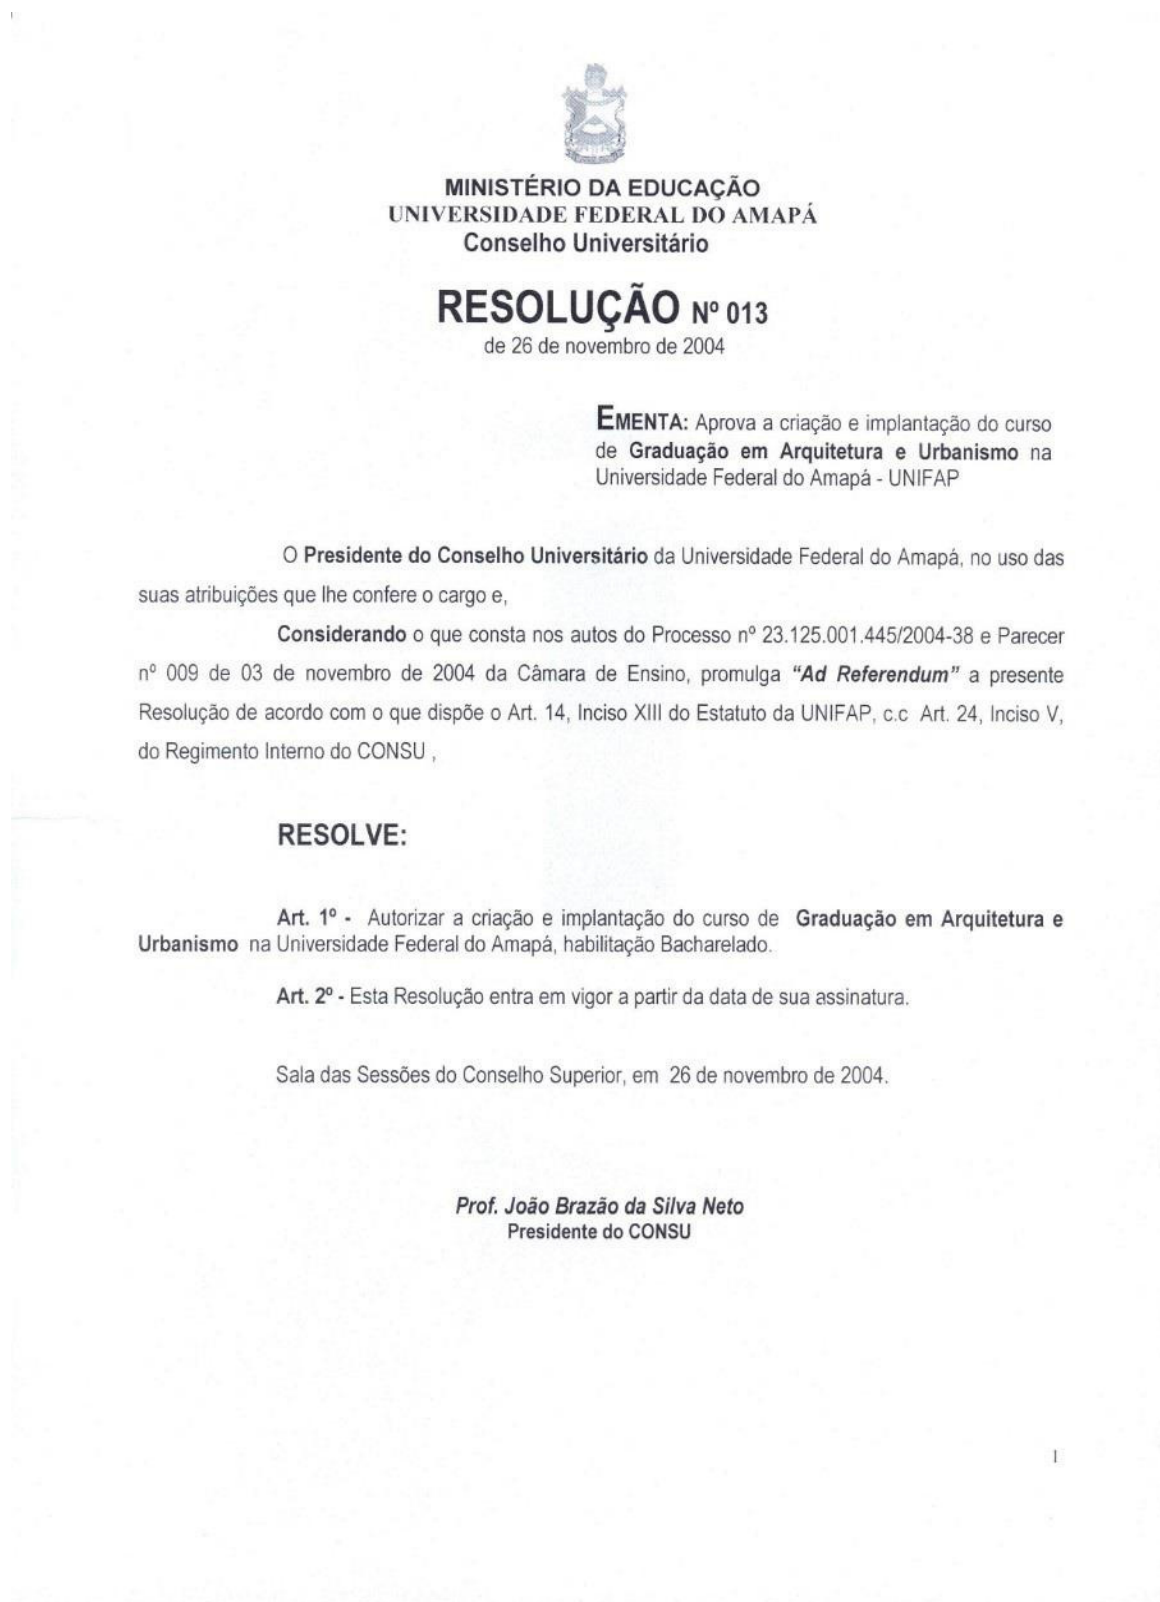 MINISTÉRIO DA EDUCAÇÃO
UNIVERSIDADE FEDERAL DO AMAPÁ
Conselho Universitário
RESOLUÇÃO Nº 013
de 26 de novembro de 2004
EMENTA: Aprova a criação e implantação do curso
de Graduação em Arquitetura e Urbanismo na
Universidade Federal do Amapá - UNIFAP
O Presidente do Conselho Universitário da Universidade Federal do Amapá, no uso das
suas atribuições que lhe confere o cargo e,
Considerando o que consta nos autos do Processo nº 23.125.001.445/2004-38 e Parecer
nº 009 de 03 de novembro de 2004 da Câmara de Ensino, promulga “Ad Referendum” a presente
Resolução de acordo com o que dispõe o Art. 14, Inciso XIII do Estatuto da UNIFAP, c.c Art. 24, Inciso V,
do Regimento Interno do CONSU ,
RESOLVE:
Art. 1º - Autorizar a criação e implantação do curso de Graduação em Arquitetura e
Urbanismo na Universidade Federal do Amapá, habilitação Bacharelado.
Art. 2º - Esta Resolução entra em vigor a partir da data de sua assinatura.
Sala das Sessões do Conselho Superior, em 26 de novembro de 2004.
Prof. João Brazão da Silva Neto
Presidente do CONSU
1